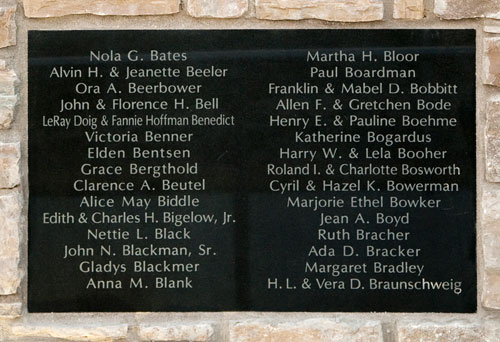 Nola G. Bates
Alvin H. & Jeanette Beeler
Ora A. Beerbower
John & Florence H. Bell
LeRay Doig & Fannie Hoffman Benedict
Victoria Benner
Elden Bentsen
Grace Bergthold
Clarence A. Beutel
Alice May Biddle
Edith & Charles H. Bigelow, Jr.
Nettie L. Black
John N. Blackman, Sr.
Gladys Blackmer
Anna M. Blank
Martha H. Bloor
Paul Boardman
Franklin & Mabel D. Bobbitt
Allen F. & Gretchen Bode
Henry E. & Pauline Boehme
Katherine Bogardus
Harry W. & Lela Booher
Roland I. & Charlotte Bosworth
Cyril & Hazel K. Bowerman
Marjorie Ethel Bowker
Jean A. Boyd
Ruth Bracher
Ada D. Bracker
Margaret Bradley
H. L. & Vera D. Braunschweig